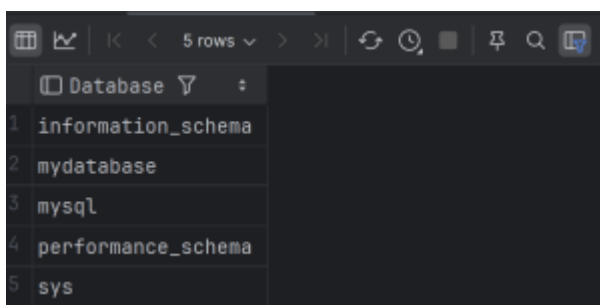 5 rows
Database
1 information_schema
2 mydatabase
3 mysql
4 performance_schema
5 sys